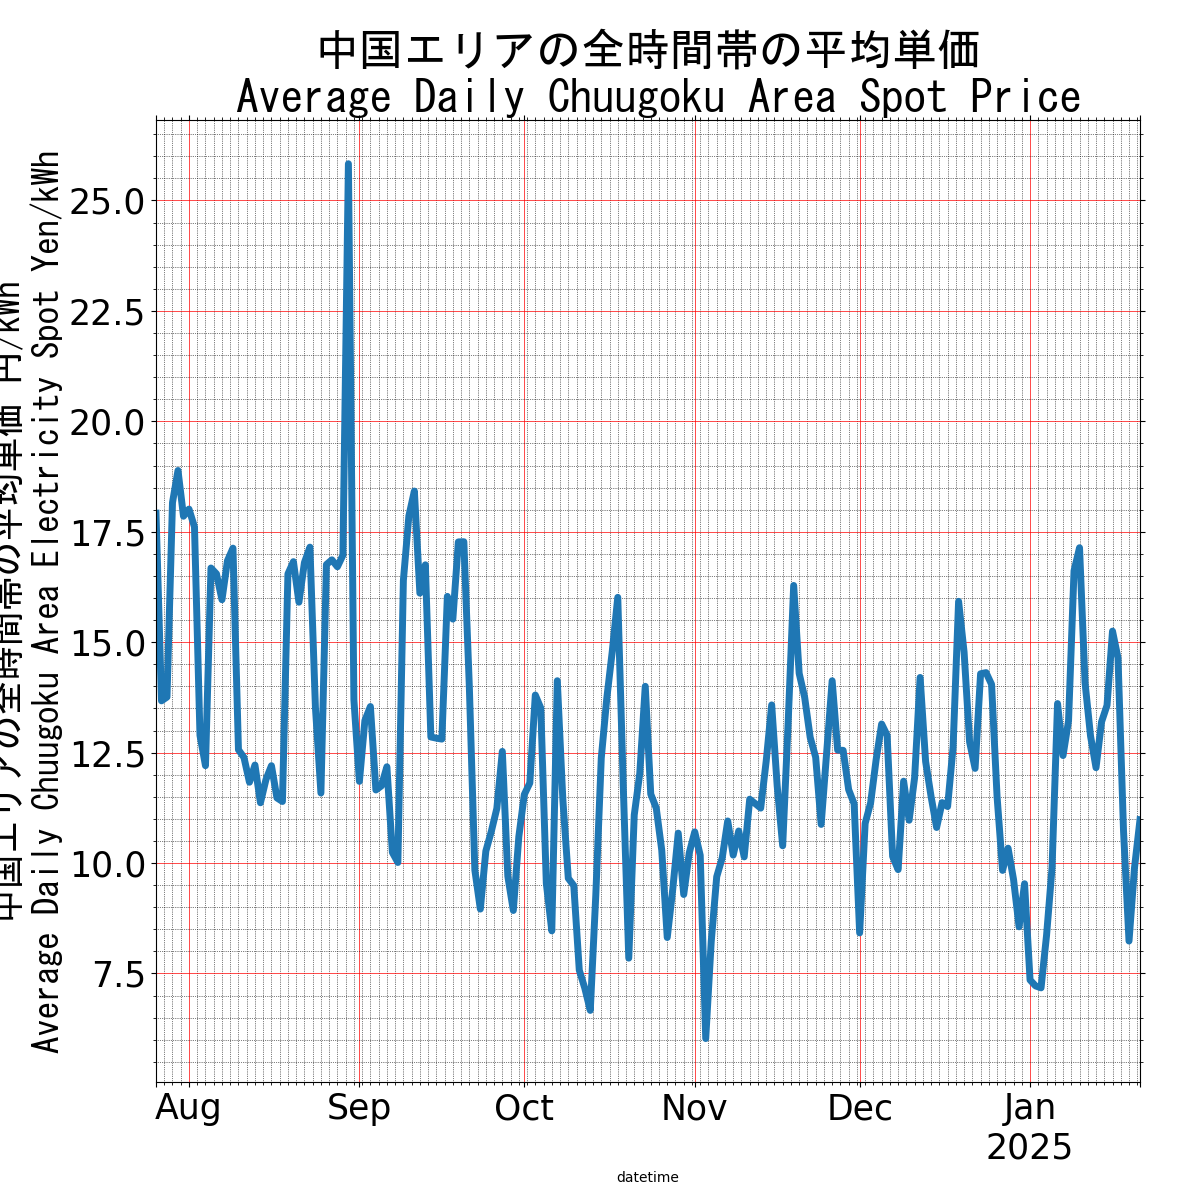 中国エリアの全時間帯の平均単価
Average Daily Chuugoku Area Spot Price
中国エリアの全時間帯の平均単価 円/kWh
Average Daily Chuugoku Area Electricity Spot Yen/kWh
25.0
22.5
20.0
17.5
15.0
12.5
10.0
7.5
Aug Sep Oct Nov Dec Jan
2025
datetime